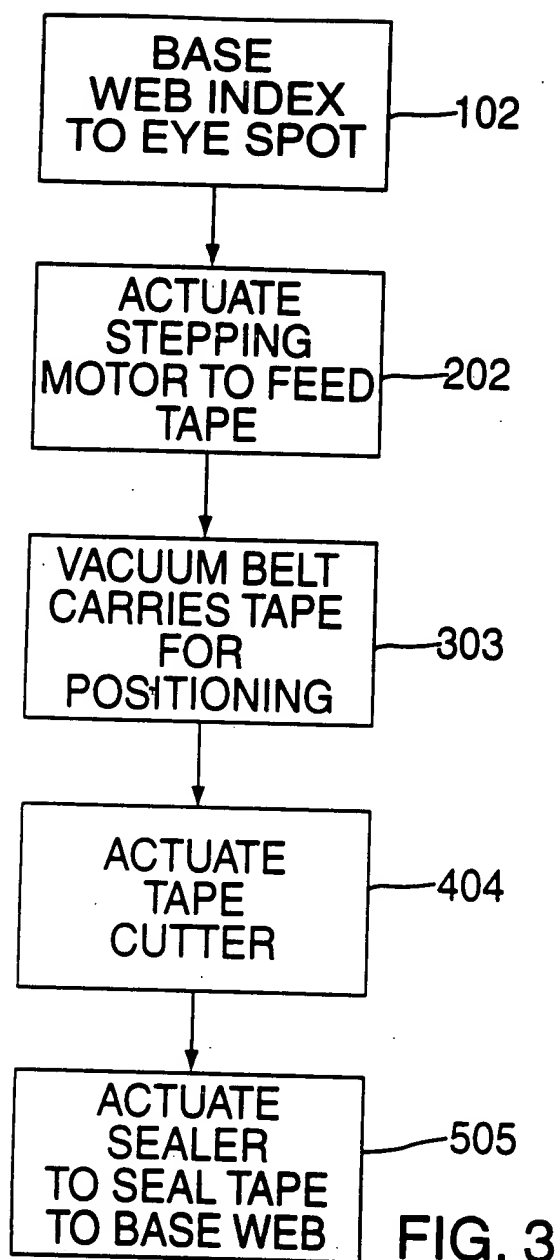 BASE
WEB INDEX
TO EYE SPOT
102
ACTUATE
STEPPING
MOTOR TO FEED
TAPE
202
VACUUM BELT
CARRIES TAPE
FOR
POSITIONING
303
ACTUATE
TAPE
CUTTER
404
ACTUATE
SEALER
TO SEAL TAPE
TO BASE WEB
505
FIG. 3